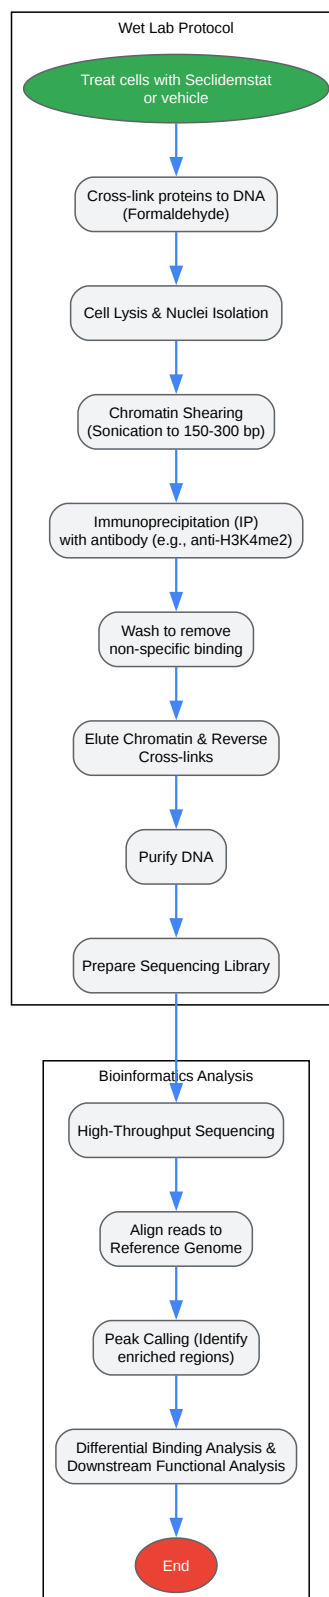 Wet Lab Protocol
Treat cells with Seclidemstat
or vehicle
Cross-link proteins to DNA
(Formaldehyde)
Cell Lysis & Nuclei Isolation
Chromatin Shearing
(Sonication to 150-300 bp)
Immunoprecipitation (IP)
with antibody (e.g., anti-H3K4me2)
Wash to remove
non-specific binding
Elute Chromatin & Reverse
Cross-links
Purify DNA
Prepare Sequencing Library
Bioinformatics Analysis
High-Throughput Sequencing
Align reads to
Reference Genome
Peak Calling (Identify
enriched regions)
Differential Binding Analysis &
Downstream Functional Analysis
End